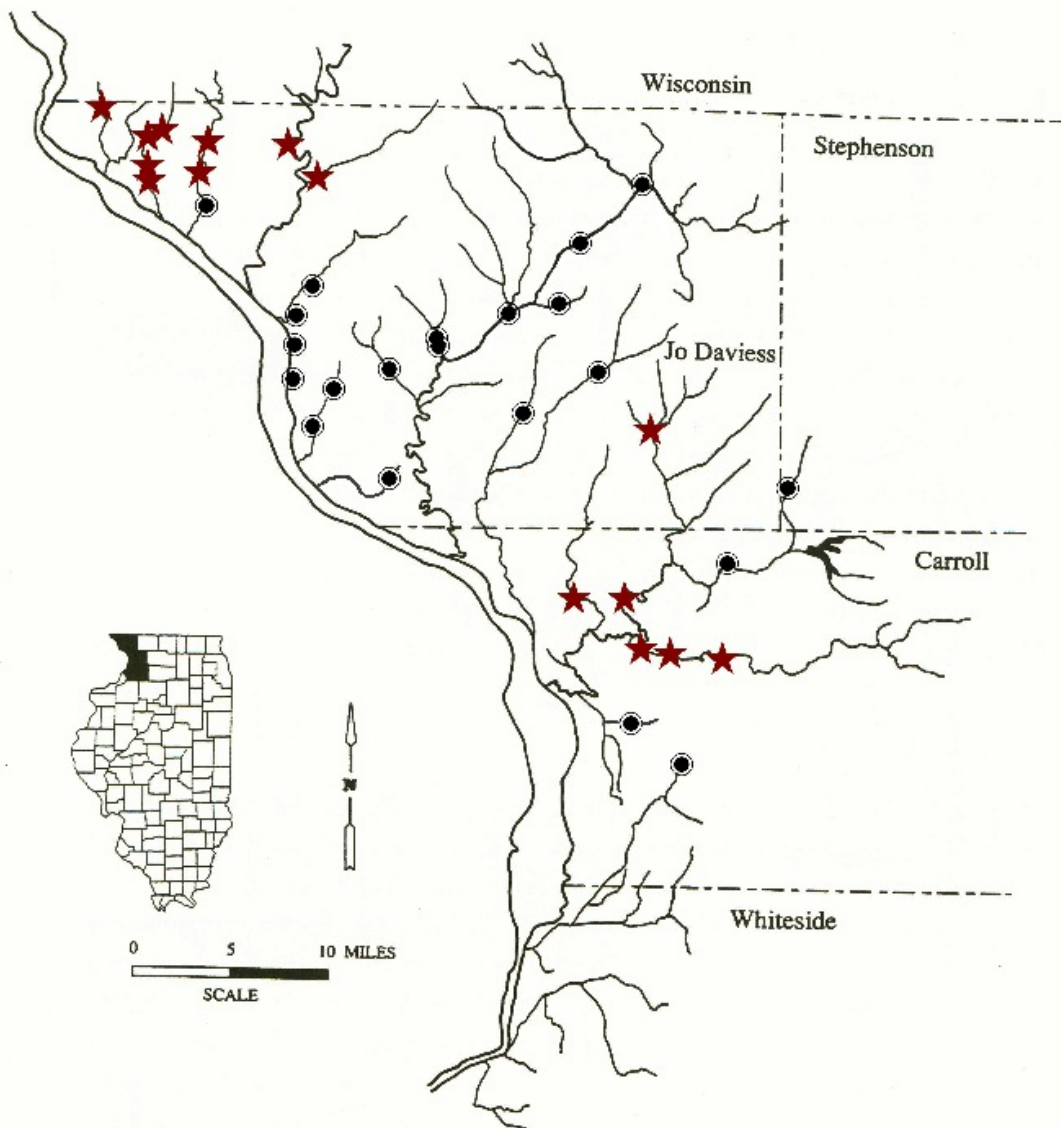 Wisconsin
Stephenson
Jo Daviess
Carroll
N
Whiteside
0 5 10 MILES
SCALE